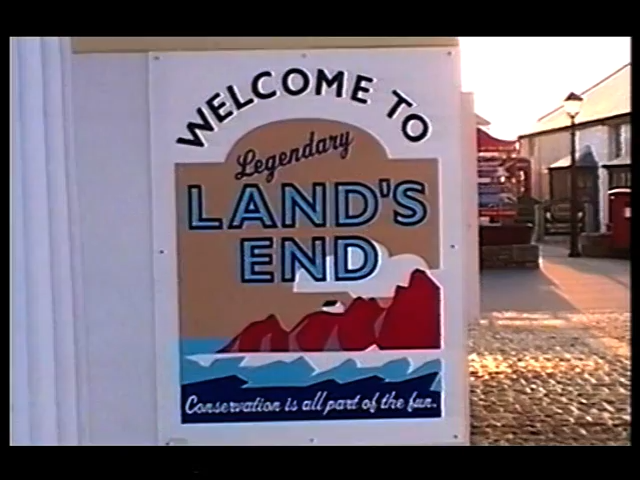 WELCOME TO
Legendary
LAND'S
END
Conservation is all part of the fun.